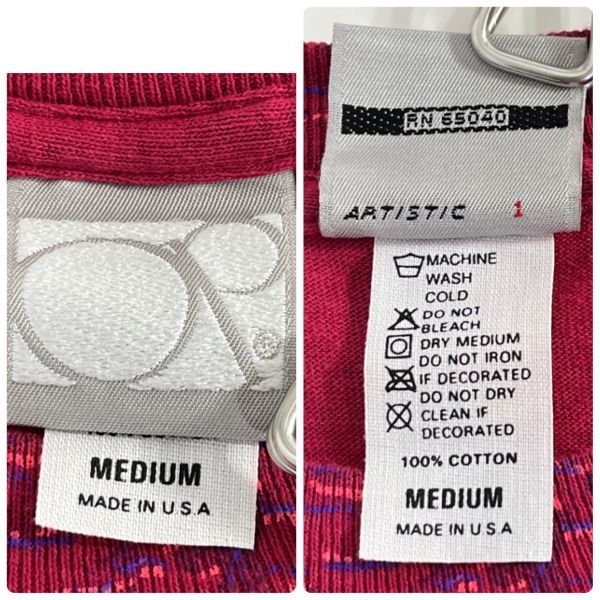 ®
MEDIUM
MADE IN U.S.A
RN 65040
ARTISTIC 1
MACHINE
WASH
COLD
DO NOT
BLEACH
DRY MEDIUM
DO NOT IRON
IF DECORATED
DO NOT DRY
CLEAN IF
DECORATED
100% COTTON
MEDIUM
MADE IN U.S.A